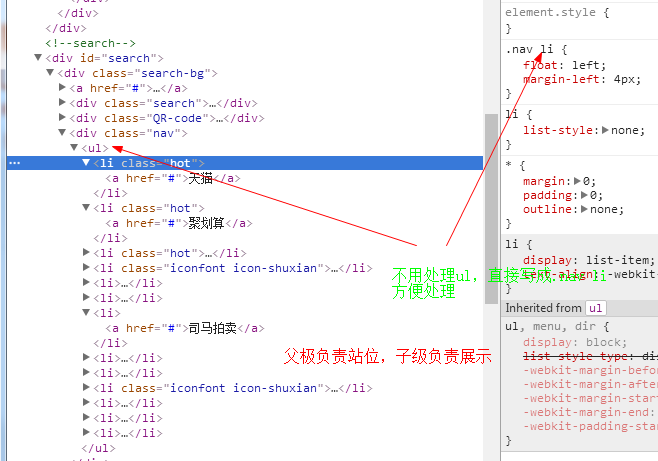 </div>
</div>
</nav>
<!--search-->
<div id="search">
<div class="search-bg">
<a href="#">…</a>
<div class="search">…</div>
<div class="QR-code">…</div>
<div class="nav">
<ul>
<li class="hot">
<a href="#">天猫</a>
</li>
<li class="hot">
<a href="#">聚划算</a>
</li>
<li class="hot">…</li>
<li class="iconfont icon-shuxian">…</li>
<li>…</li>
<li>…</li>
<li>
<a href="#">司马拍卖</a>
</li>
<li>…</li>
<li>…</li>
<li class="iconfont icon-shuxian">…</li>
<li>…</li>
<li>…</li>
<li>…</li>
</ul>
不用处理ul，直接写成.nav li
方便处理
父极负责站位，子级负责展示
element.style {
}
.nav li {
float: left;
margin-left: 4px;
}
li {
list-style: none;
}
* {
margin: 0;
padding: 0;
outline: none;
}
li {
display: list-item;
-align: -webkit-
}
Inherited from ul
ul, menu, dir {
display: block;
list-style-type: di
-webkit-margin-befo
-webkit-margin-afte
-webkit-margin-star
-webkit-margin-end:
-webkit-padding-sta
}